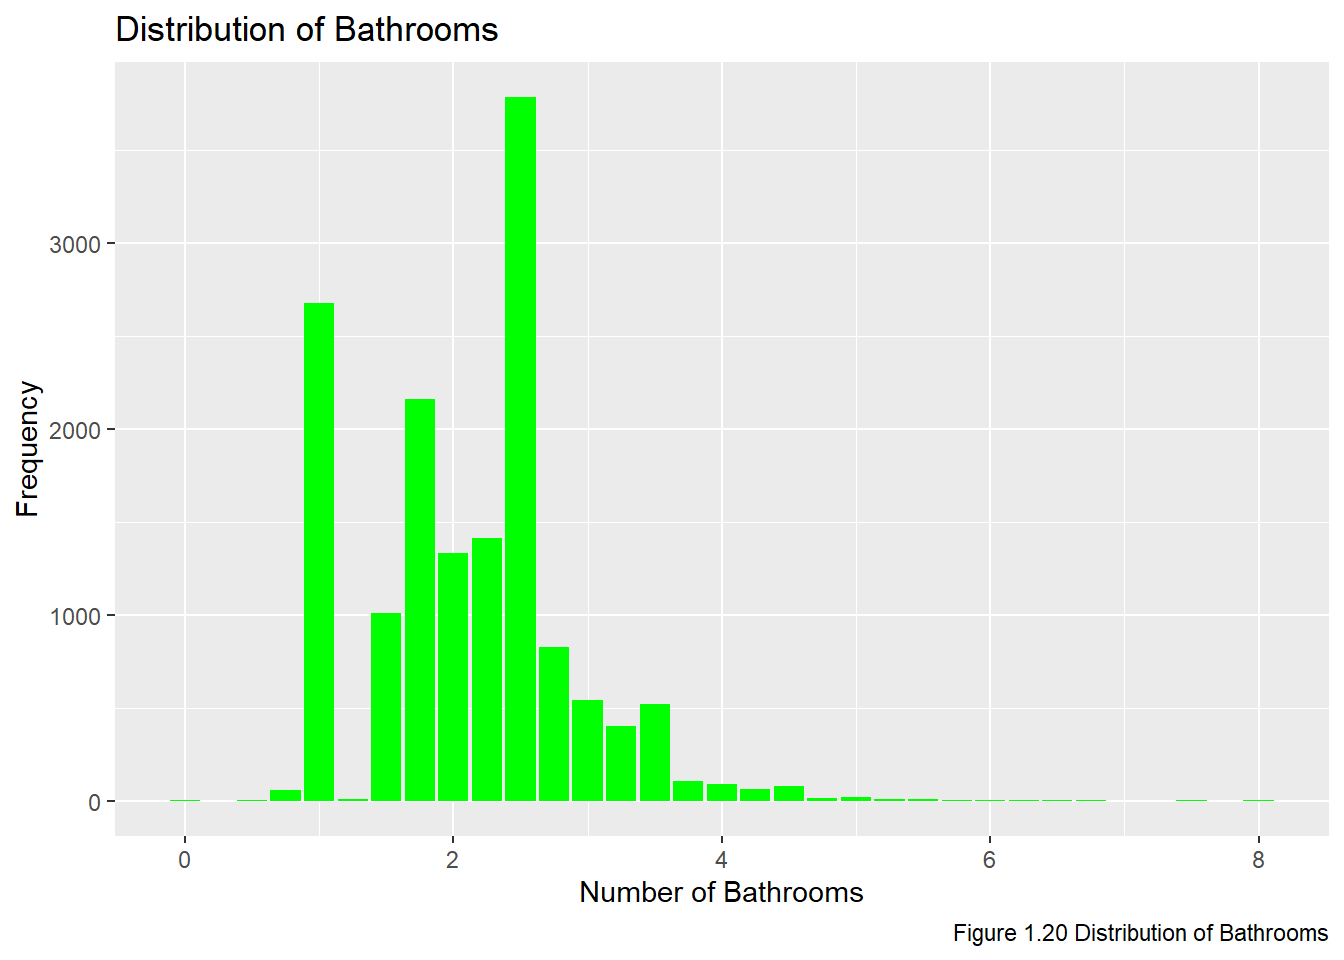 Distribution of Bathrooms
Frequency
3000
2000
1000
0
0 2 4 6 8
Number of Bathrooms
Figure 1.20 Distribution of Bathrooms